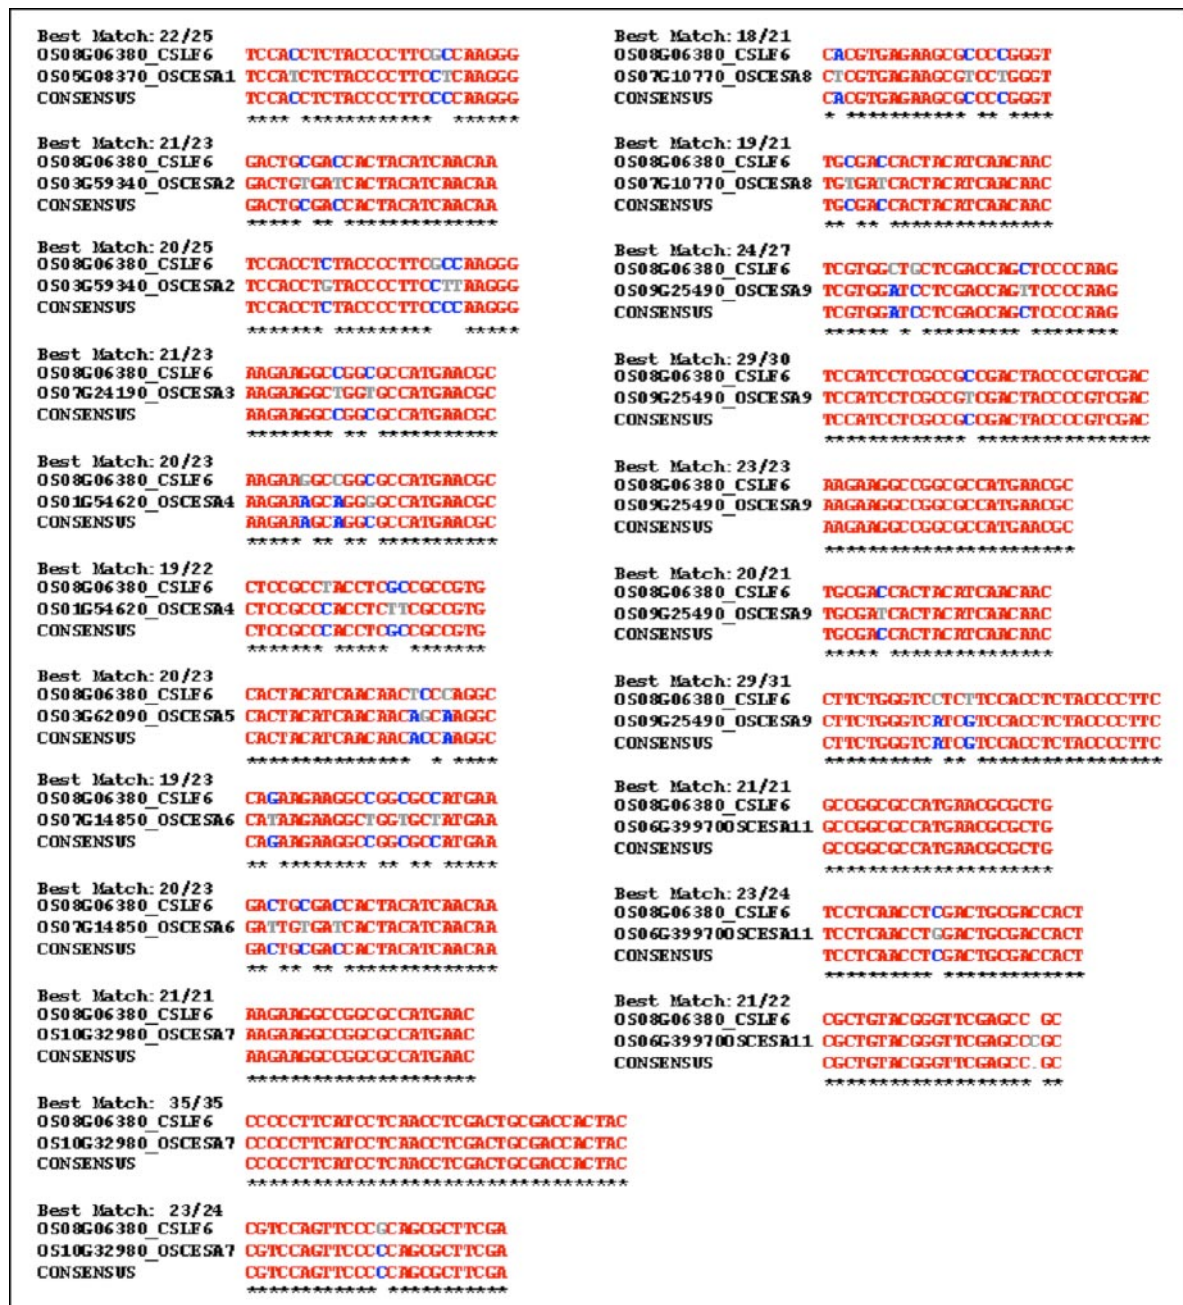 Best Match: 22/25
OS08G06380_CSLF6 TCCACCTCTACCCCTTCGCCAAGGG
OS05G08370_OSCESA1 TCCATCTCTACCCCTTCCTCAAGGG
CONSENSUS TCCACCTCTACCCCTTCCCCAAGGG
**** *************  ******
Best Match: 21/23
OS08G06380_CSLF6 GACTGCGACCACTACATCAACAA
OS03G59340_OSCESA2 GACTGTGATCACTACATCAACAA
CONSENSUS GACTGCGACCACTACATCAACAA
***** ** **************
Best Match: 20/25
OS08G06380_CSLF6 TCCACCTCTACCCCTTCGCCAAGGG
OS03G59340_OSCESA2 TCCACCTGTACCCCTTCCTTAAGGG
CONSENSUS TCCACCTCTACCCCTTCCCCAAGGG
******* *********   *****
Best Match: 21/23
OS08G06380_CSLF6 AAGAAGGCCGGCGCCATGAACGC
OS07G24190_OSCESA3 AAGAAGGCTGGTGCCATGAACGC
CONSENSUS AAGAAGGCCGGCGCCATGAACGC
******** ** ***********
Best Match: 20/23
OS08G06380_CSLF6 AAGAAGGCCGGCGCCATGAACGC
OS01G54620_OSCESA4 AAGAAAGCAGGGGCCATGAACGC
CONSENSUS AAGAAAGCAGGCGCCATGAACGC
***** ** ** ***********
Best Match: 19/22
OS08G06380_CSLF6 CTCCGCCTACCTCGCCGCCGTG
OS01G54620_OSCESA4 CTCCGCCCACCTCTTCGCCGTG
CONSENSUS CTCCGCCCACCTCGCCGCCGTG
******* *****  *******
Best Match: 20/23
OS08G06380_CSLF6 CACTACATCAACAACTCCCAGGC
OS03G62090_OSCESA5 CACTACATCAACAACAGCAAGGC
CONSENSUS CACTACATCAACAACACCAAGGC
***************  * ****
Best Match: 19/23
OS08G06380_CSLF6 CAGAAGAAGGCCGGCGCCATGAA
OS07G14850_OSCESA6 CATAAGAAGGCTGGTGCTATGAA
CONSENSUS CAGAAGAAGGCCGGCGCCATGAA
** ******** ** ** *****
Best Match: 20/23
OS08G06380_CSLF6 GACTGCGACCACTACATCAACAA
OS07G14850_OSCESA6 GATTGTGATCACTACATCAACAA
CONSENSUS GACTGCGACCACTACATCAACAA
** ** ** **************
Best Match: 21/21
OS08G06380_CSLF6 AAGAAGGCCGGCGCCATGAAC
OS10G32980_OSCESA7 AAGAAGGCCGGCGCCATGAAC
CONSENSUS AAGAAGGCCGGCGCCATGAAC
*********************
Best Match: 35/35
OS08G06380_CSLF6 CCCCCTTCATCCTCAACCTCGACTGCGACCACTAC
OS10G32980_OSCESA7 CCCCCTTCATCCTCAACCTCGACTGCGACCACTAC
CONSENSUS CCCCCTTCATCCTCAACCTCGACTGCGACCACTAC
***********************************
Best Match: 23/24
OS08G06380_CSLF6 CGTCCAGTTCCCGCAGCGCTTCGA
OS10G32980_OSCESA7 CGTCCAGTTCCCCCAGCGCTTCGA
CONSENSUS CGTCCAGTTCCCCCAGCGCTTCGA
************ ***********
Best Match: 18/21
OS08G06380_CSLF6 CACGTGAGAAGCGCCCCGGGT
OS07G10770_OSCESA8 CTCGTGAGAAGCGTCCTGGGT
CONSENSUS CACGTGAGAAGCGCCCCGGGT
* *********** ** ****
Best Match: 19/21
OS08G06380_CSLF6 TGCGACCACTACATCAACAAC
OS07G10770_OSCESA8 TGTGATCACTACATCAACAAC
CONSENSUS TGCGACCACTACATCAACAAC
** ** ***************
Best Match: 24/27
OS08G06380_CSLF6 TCGTGGCTGCTCGACCAGCTCCCCAAG
OS09G25490_OSCESA9 TCGTGGATCCTCGACCAGTTCCCCAAG
CONSENSUS TCGTGGATCCTCGACCAGCTCCCCAAG
****** * ********* ********
Best Match: 29/30
OS08G06380_CSLF6 TCCATCCTCGCCGCCGACTACCCCGTCGAC
OS09G25490_OSCESA9 TCCATCCTCGCCGTCGACTACCCCGTCGAC
CONSENSUS TCCATCCTCGCCGCCGACTACCCCGTCGAC
************* ****************
Best Match: 23/23
OS08G06380_CSLF6 AAGAAGGCCGGCGCCATGAACGC
OS09G25490_OSCESA9 AAGAAGGCCGGCGCCATGAACGC
CONSENSUS AAGAAGGCCGGCGCCATGAACGC
***********************
Best Match: 20/21
OS08G06380_CSLF6 TGCGACCACTACATCAACAAC
OS09G25490_OSCESA9 TGCGATCACTACATCAACAAC
CONSENSUS TGCGACCACTACATCAACAAC
***** ***************
Best Match: 29/31
OS08G06380_CSLF6 CTTCTGGGTCCTCTTCCACCTCTACCCCTTC
OS09G25490_OSCESA9 CTTCTGGGTCATCGTCCACCTCTACCCCTTC
CONSENSUS CTTCTGGGTCATCGTCCACCTCTACCCCTTC
********** ** *****************
Best Match: 21/21
OS08G06380_CSLF6 GCCGGCGCCATGAACGCGCTG
OS06G39970OSCESA11 GCCGGCGCCATGAACGCGCTG
CONSENSUS GCCGGCGCCATGAACGCGCTG
*********************
Best Match: 23/24
OS08G06380_CSLF6 TCCTCAACCTCGACTGCGACCACT
OS06G39970OSCESA11 TCCTCAACCTGGACTGCGACCACT
CONSENSUS TCCTCAACCTCGACTGCGACCACT
********** *************
Best Match: 21/22
OS08G06380_CSLF6 CGCTGTACGGGTTCGAGCC GC
OS06G39970OSCESA11 CGCTGTACGGGTTCGAGCCCGC
CONSENSUS CGCTGTACGGGTTCGAGCC.GC
******************* **